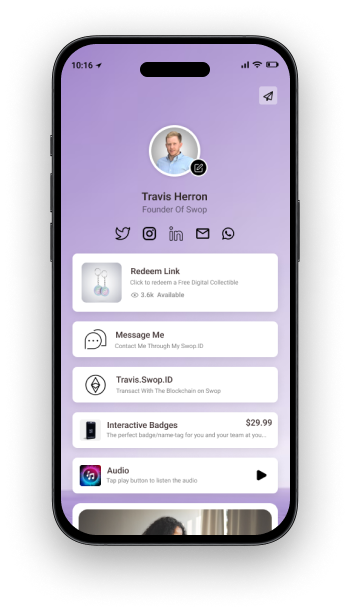 10:16
Travis Herron
Founder Of Swop
Redeem Link
Click to redeem a Free Digital Collectible
3.6k Available
Message Me
Contact Me Through My Swop.ID
Travis.Swop.ID
Transact With The Blockchain on Swop
Interactive Badges $29.99
The perfect badge/name-tag for you and your team at you...
Audio
Tap play button to listen the audio